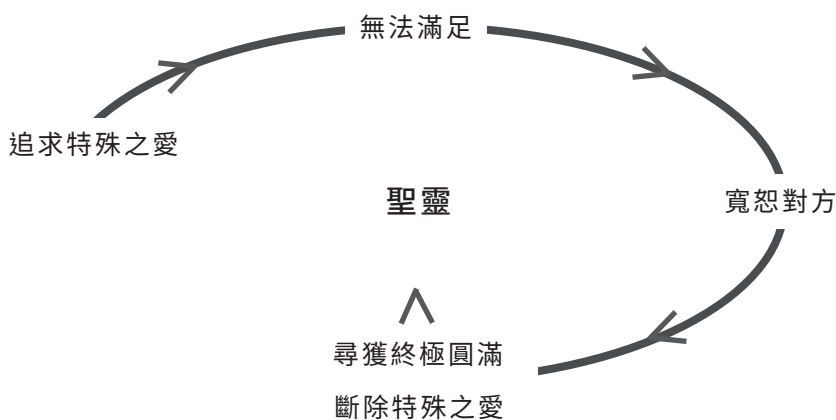 無法滿足
追求特殊之愛
聖靈
寬恕對方
尋獲終極圓滿
斷除特殊之愛